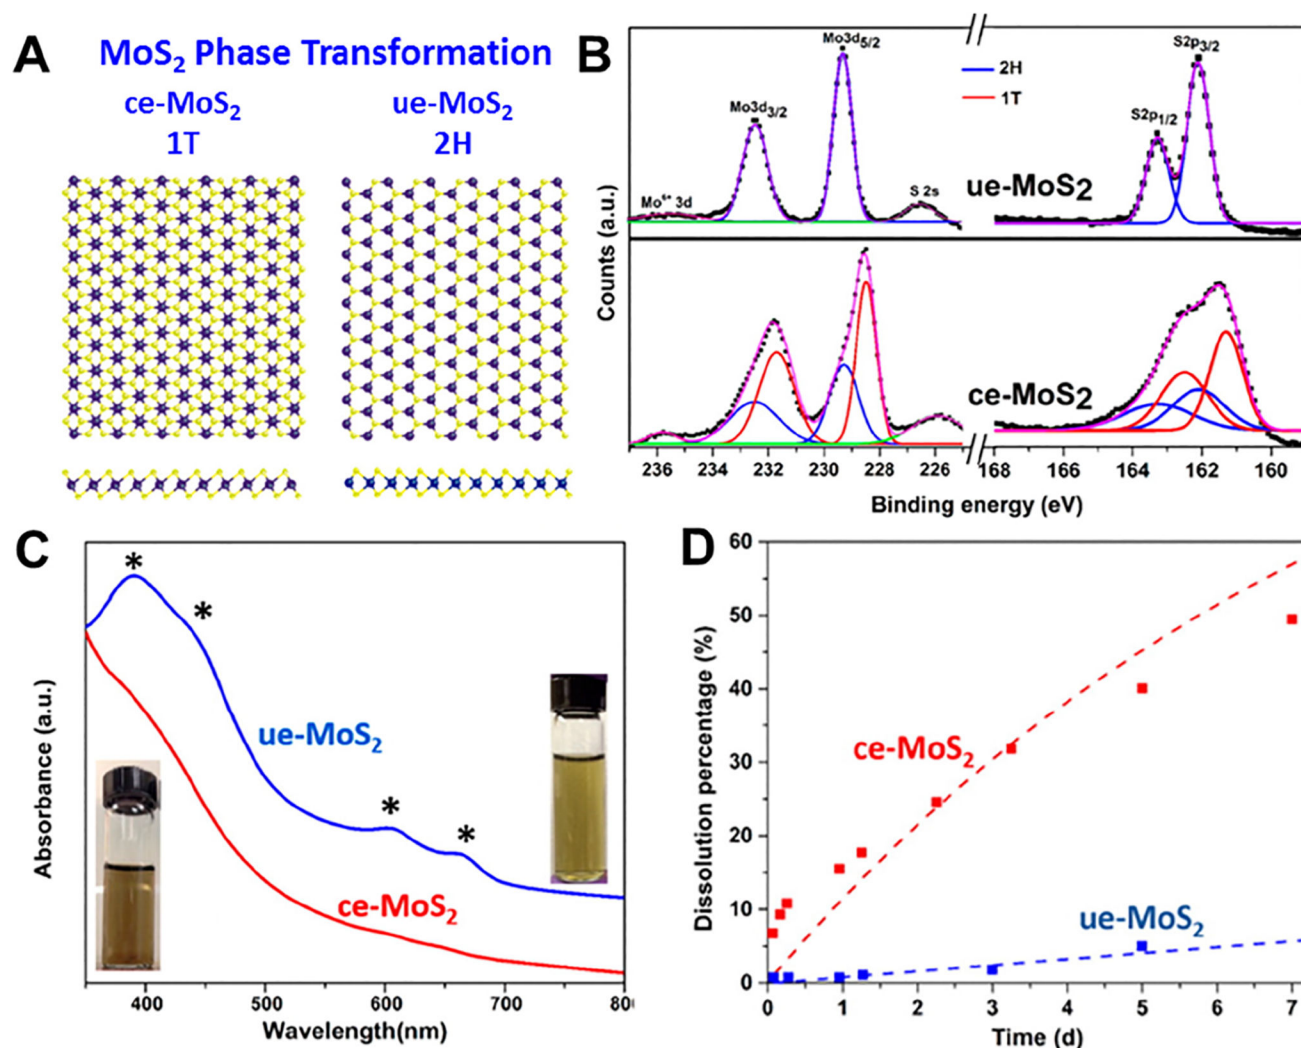 A
MoS₂ Phase Transformation
ce-MoS₂
1T
ue-MoS₂
2H
B
Mo3d₃/₂
Mo3d₅/₂
Mo⁶⁺ 3d
S 2s
2H
1T
S2p₁/₂
S2p₃/₂
ue-MoS₂
ce-MoS₂
Counts (a.u.)
236 234 232 230 228 226 168 166 164 162 160
Binding energy (eV)
C
* * * *
ue-MoS₂
ce-MoS₂
Absorbance (a.u.)
400 500 600 700 80
Wavelength(nm)
D
60
50
40
30
20
10
0
Dissolution percentage (%)
ce-MoS₂
ue-MoS₂
0 1 2 3 4 5 6 7
Time (d)